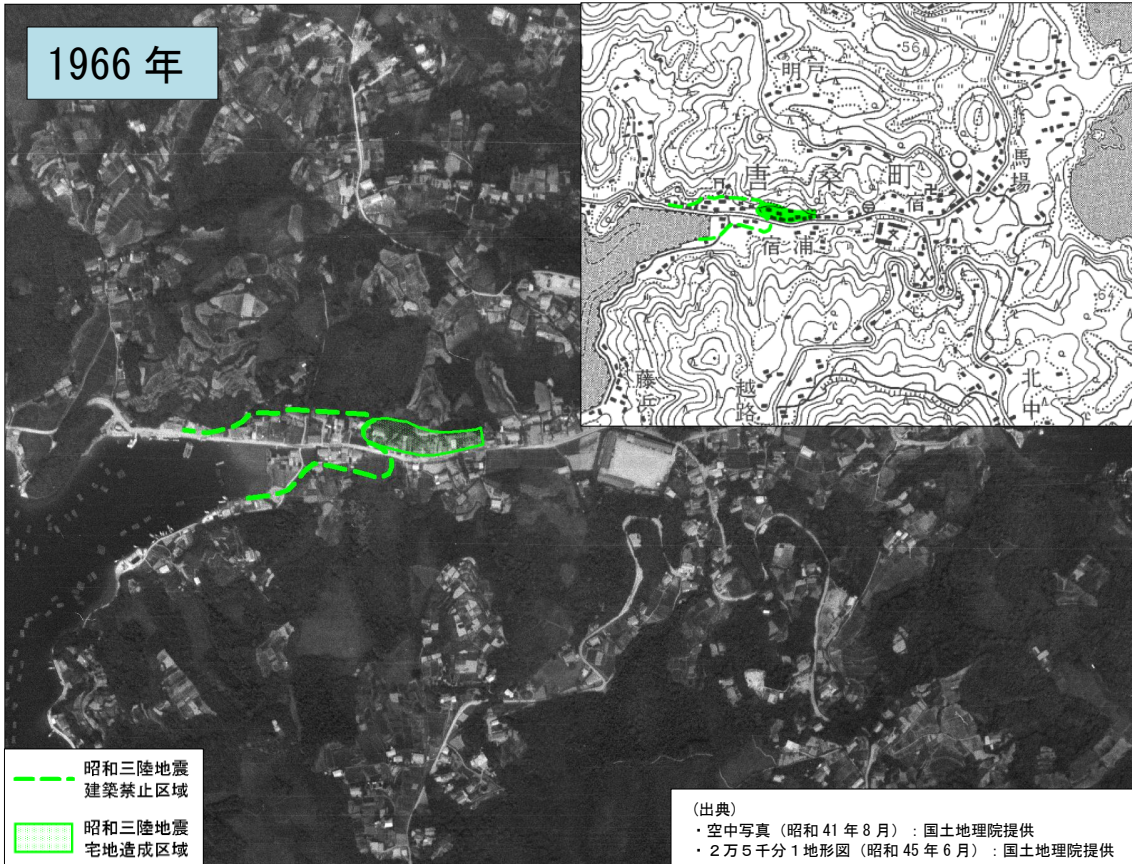 1966 年
56
明戸
唐桑町
馬場
宿
宿浦
藤浜
越路
北中
昭和三陸地震
建築禁止区域
昭和三陸地震
宅地造成区域
(出典)
・空中写真（昭和 41 年 8 月）：国土地理院提供
・２万５千分１地形図（昭和 45 年 6 月）：国土地理院提供